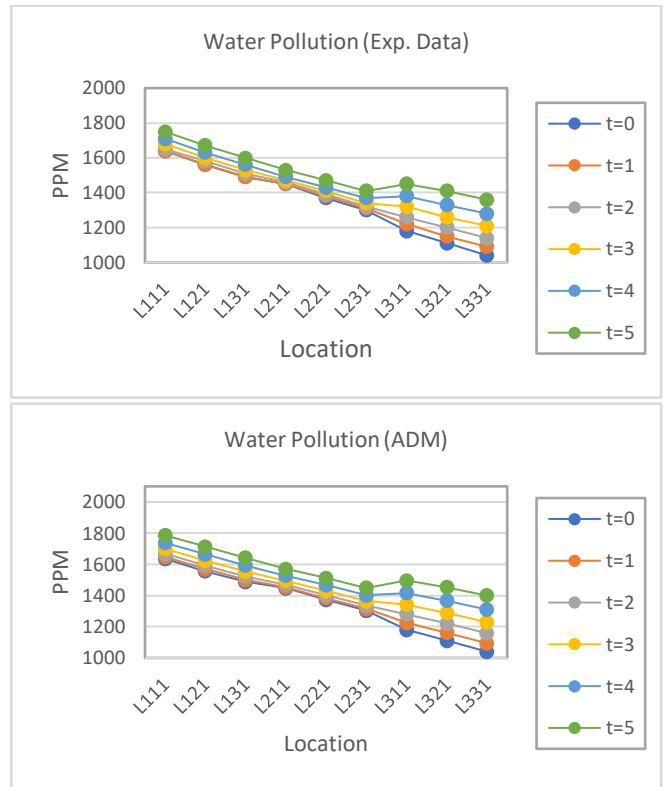 Water Pollution (Exp. Data)
2000
1800
1600
1400
1200
1000
PPM
L111 L121 L131 L211 L221 L231 L311 L321 L331
Location
t=0
t=1
t=2
t=3
t=4
t=5
Water Pollution (ADM)
2000
1800
1600
1400
1200
1000
PPM
L111 L121 L131 L211 L221 L231 L311 L321 L331
Location
t=0
t=1
t=2
t=3
t=4
t=5